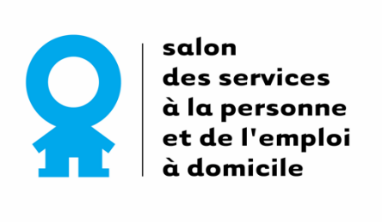 salon
des services
à la personne
et de l'emploi
à domicile